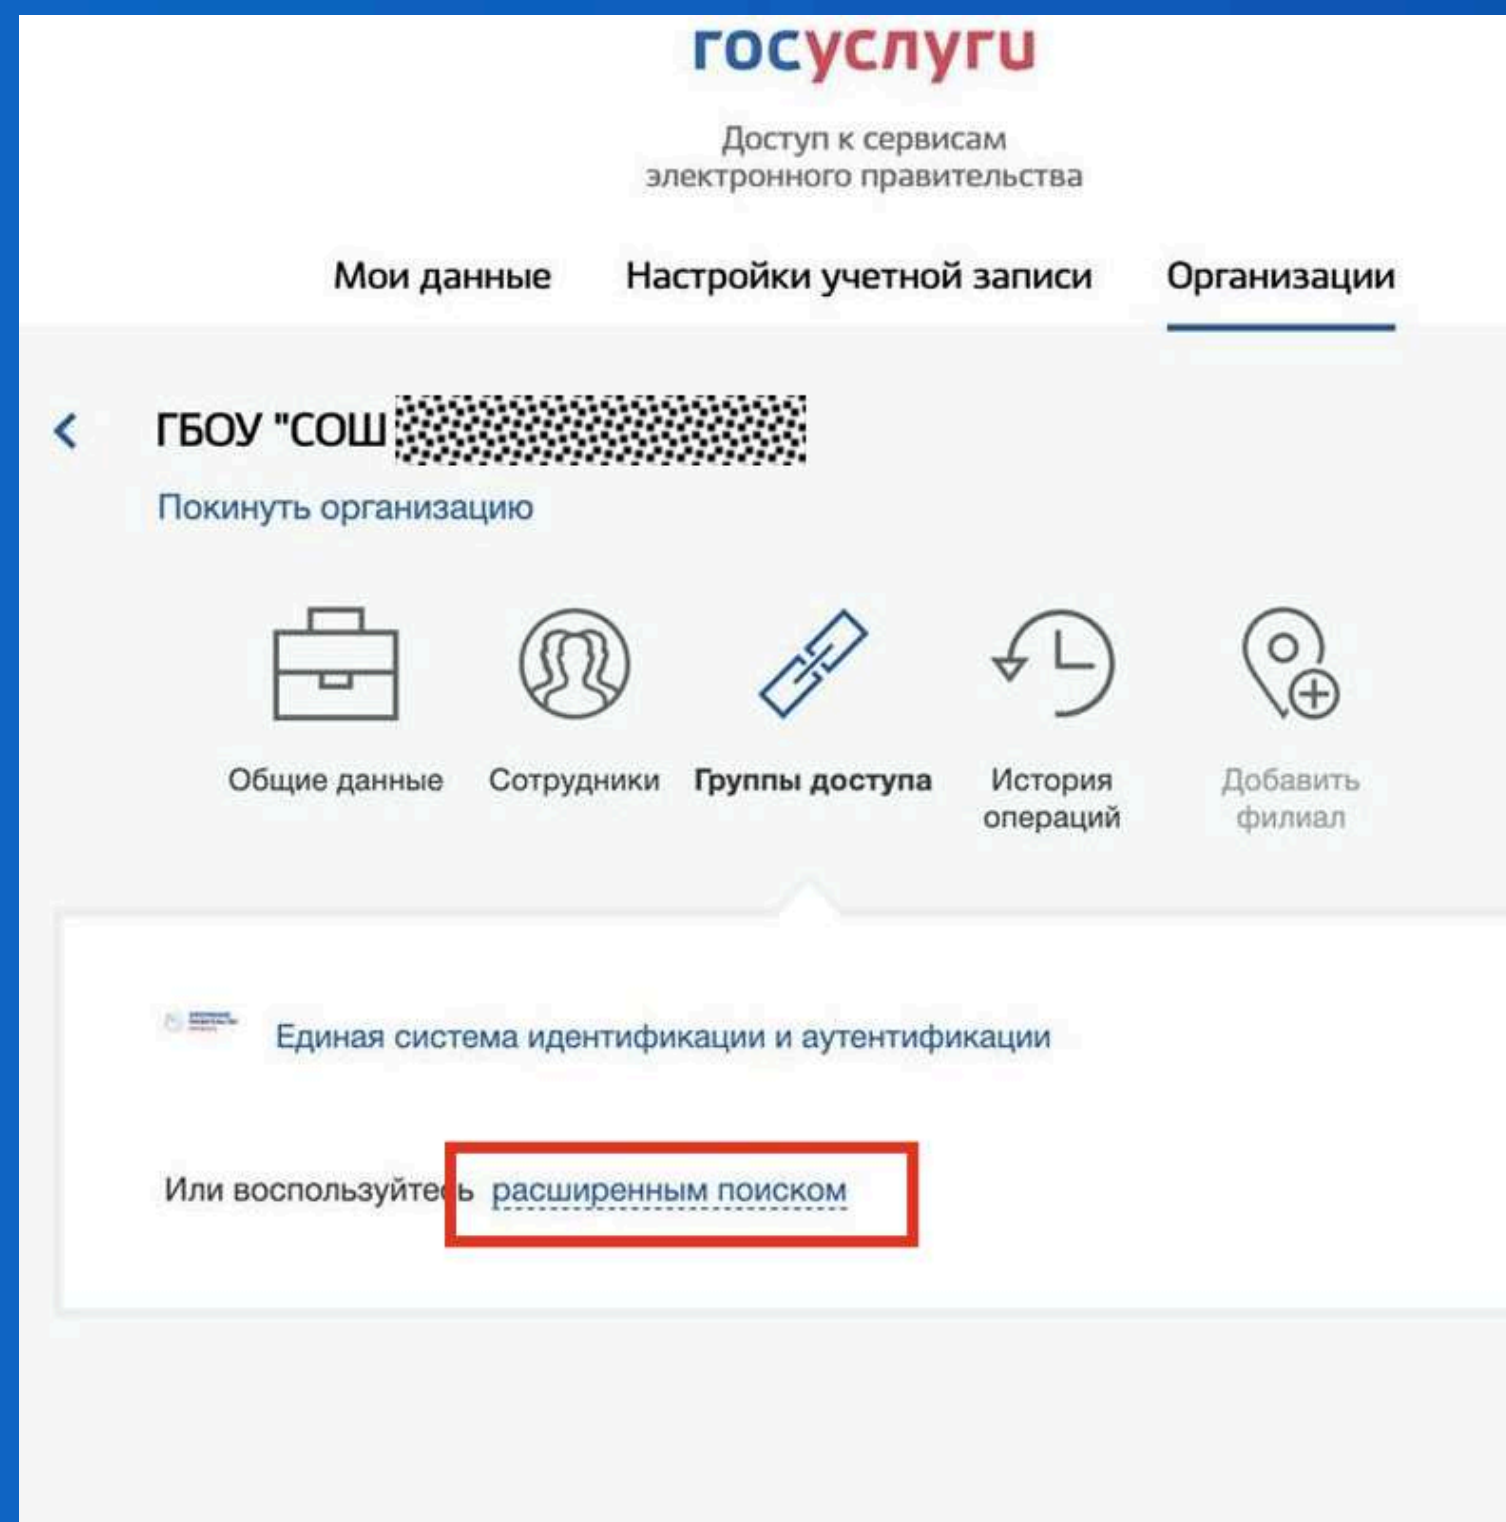 госуслуги
Доступ к сервисам
электронного правительства
Мои данные Настройки учетной записи Организации
ГБОУ "СОШ
Покинуть организацию
Общие данные Сотрудники Группы доступа История операций Добавить филиал
Единая система идентификации и аутентификации
Или воспользуйтесь расширенным поиском